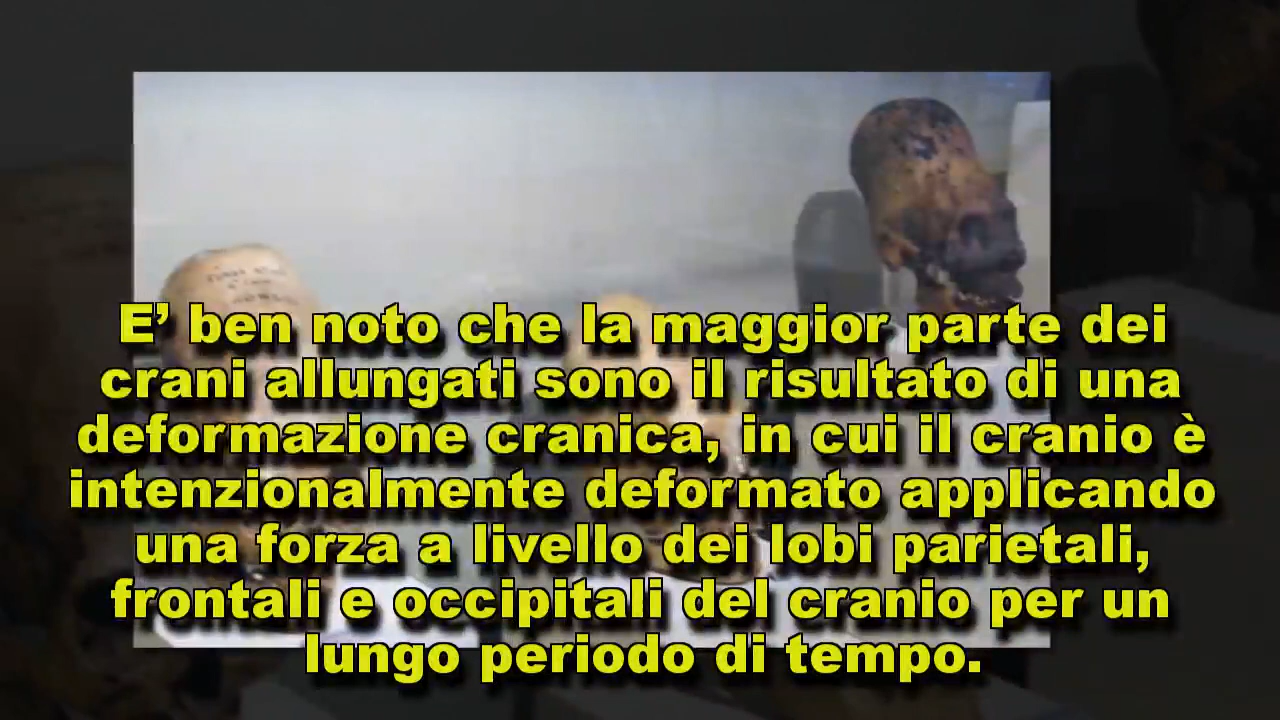 E’ ben noto che la maggior parte dei
crani allungati sono il risultato di una
deformazione cranica, in cui il cranio è
intenzionalmente deformato applicando
una forza a livello dei lobi parietali,
frontali e occipitali del cranio per un
lungo periodo di tempo.